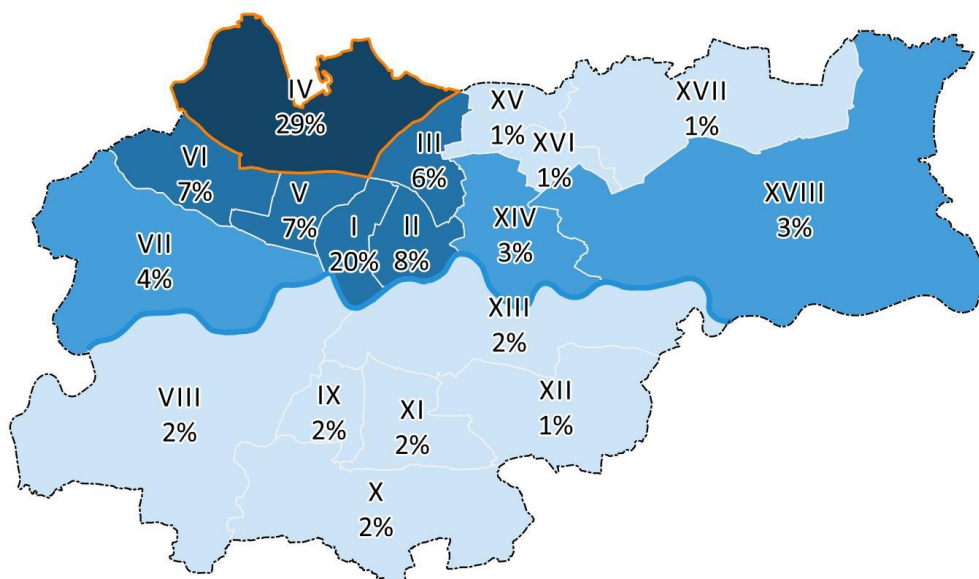 IV
29%
XV
1%
XVII
1%
III
6%
XVI
1%
VI
7%
V
7%
I
20%
II
8%
XIV
3%
XVIII
3%
VII
4%
XIII
2%
VIII
2%
IX
2%
XI
2%
XII
1%
X
2%